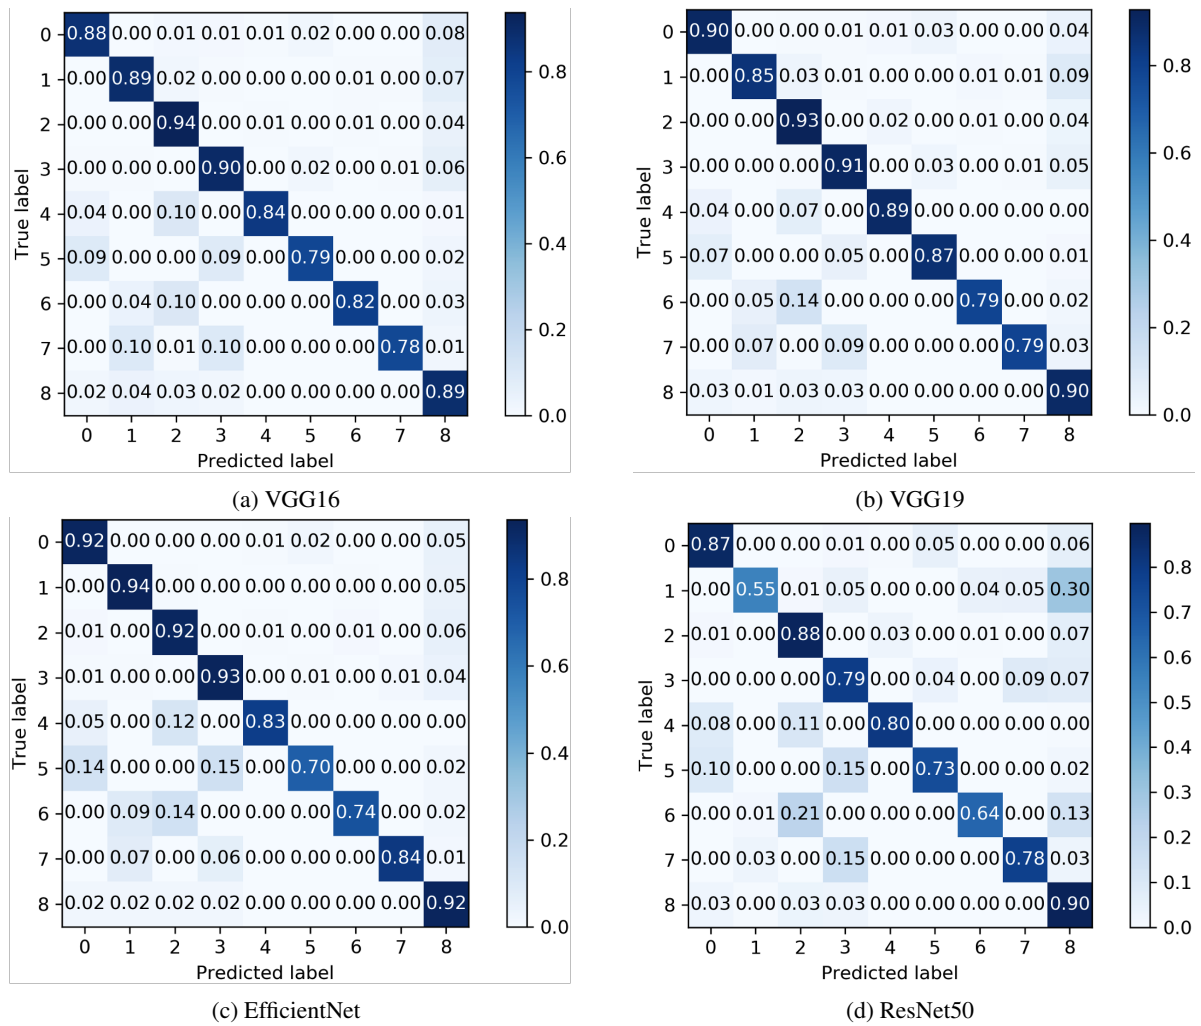 0 0.88 0.00 0.01 0.01 0.01 0.02 0.00 0.00 0.08
1 0.00 0.89 0.02 0.00 0.00 0.00 0.01 0.00 0.07
2 0.00 0.00 0.94 0.00 0.01 0.00 0.01 0.00 0.04
3 0.00 0.00 0.00 0.90 0.00 0.02 0.00 0.01 0.06
4 0.04 0.00 0.10 0.00 0.84 0.00 0.00 0.00 0.01
5 0.09 0.00 0.00 0.09 0.00 0.79 0.00 0.00 0.02
6 0.00 0.04 0.10 0.00 0.00 0.00 0.82 0.00 0.03
7 0.00 0.10 0.01 0.10 0.00 0.00 0.00 0.78 0.01
8 0.02 0.04 0.03 0.02 0.00 0.00 0.00 0.00 0.89
0 1 2 3 4 5 6 7 8
Predicted label
True label
0.8
0.6
0.4
0.2
0.0
(a) VGG16
0 0.90 0.00 0.00 0.01 0.01 0.03 0.00 0.00 0.04
1 0.00 0.85 0.03 0.01 0.00 0.00 0.01 0.01 0.09
2 0.00 0.00 0.93 0.00 0.02 0.00 0.01 0.00 0.04
3 0.00 0.00 0.00 0.91 0.00 0.03 0.00 0.01 0.05
4 0.04 0.00 0.07 0.00 0.89 0.00 0.00 0.00 0.00
5 0.07 0.00 0.00 0.05 0.00 0.87 0.00 0.00 0.01
6 0.00 0.05 0.14 0.00 0.00 0.00 0.79 0.00 0.02
7 0.00 0.07 0.00 0.09 0.00 0.00 0.00 0.79 0.03
8 0.03 0.01 0.03 0.03 0.00 0.00 0.00 0.00 0.90
0 1 2 3 4 5 6 7 8
Predicted label
True label
0.8
0.6
0.4
0.2
0.0
(b) VGG19
0 0.92 0.00 0.00 0.00 0.01 0.02 0.00 0.00 0.05
1 0.00 0.94 0.00 0.00 0.00 0.00 0.00 0.00 0.05
2 0.01 0.00 0.92 0.00 0.01 0.00 0.01 0.00 0.06
3 0.01 0.00 0.00 0.93 0.00 0.01 0.00 0.01 0.04
4 0.05 0.00 0.12 0.00 0.83 0.00 0.00 0.00 0.00
5 0.14 0.00 0.00 0.15 0.00 0.70 0.00 0.00 0.02
6 0.00 0.09 0.14 0.00 0.00 0.00 0.74 0.00 0.02
7 0.00 0.07 0.00 0.06 0.00 0.00 0.00 0.84 0.01
8 0.02 0.02 0.02 0.02 0.00 0.00 0.00 0.00 0.92
0 1 2 3 4 5 6 7 8
Predicted label
True label
0.8
0.6
0.4
0.2
0.0
(c) EfficientNet
0 0.87 0.00 0.00 0.01 0.00 0.05 0.00 0.00 0.06
1 0.00 0.55 0.01 0.05 0.00 0.00 0.04 0.05 0.30
2 0.01 0.00 0.88 0.00 0.03 0.00 0.01 0.00 0.07
3 0.00 0.00 0.00 0.79 0.00 0.04 0.00 0.09 0.07
4 0.08 0.00 0.11 0.00 0.80 0.00 0.00 0.00 0.00
5 0.10 0.00 0.00 0.15 0.00 0.73 0.00 0.00 0.02
6 0.00 0.01 0.21 0.00 0.00 0.00 0.64 0.00 0.13
7 0.00 0.03 0.00 0.15 0.00 0.00 0.00 0.78 0.03
8 0.03 0.00 0.03 0.03 0.00 0.00 0.00 0.00 0.90
0 1 2 3 4 5 6 7 8
Predicted label
True label
0.8
0.7
0.6
0.5
0.4
0.3
0.2
0.1
0.0
(d) ResNet50